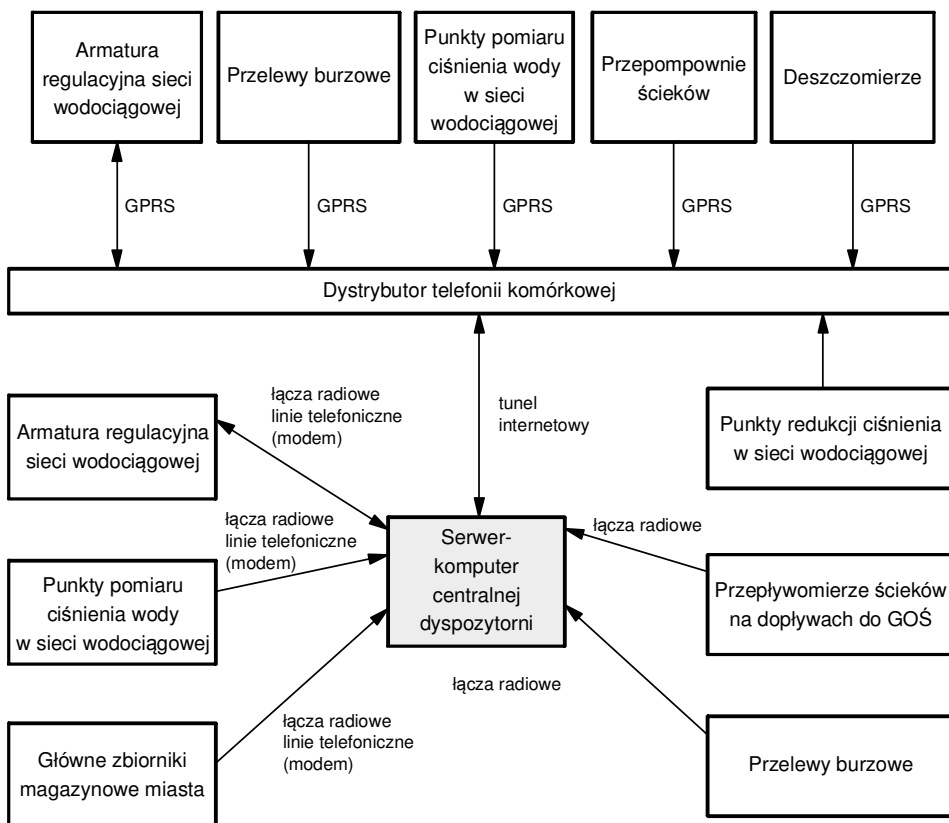 Armatura
regulacyjna sieci
wodociągowej
Przelewy burzowe
Punkty pomiaru
ciśnienia wody
w sieci
wodociągowej
Przepompownie
ścieków
Deszczomierze
GPRS
GPRS
GPRS
GPRS
GPRS
Dystrybutor telefonii komórkowej
łącza radiowe
linie telefoniczne
(modem)
tunel
internetowy
Armatura regulacyjna
sieci wodociągowej
Punkty redukcji ciśnienia
w sieci wodociągowej
łącza radiowe
linie telefoniczne
(modem)
Serwer-
komputer
centralnej
dyspozytorni
łącza radiowe
Punkty pomiaru
ciśnienia wody
w sieci wodociągowej
Przepływomierze ścieków
na dopływach do GOŚ
łącza radiowe
łącza radiowe
linie telefoniczne
(modem)
Główne zbiorniki
magazynowe miasta
Przelewy burzowe